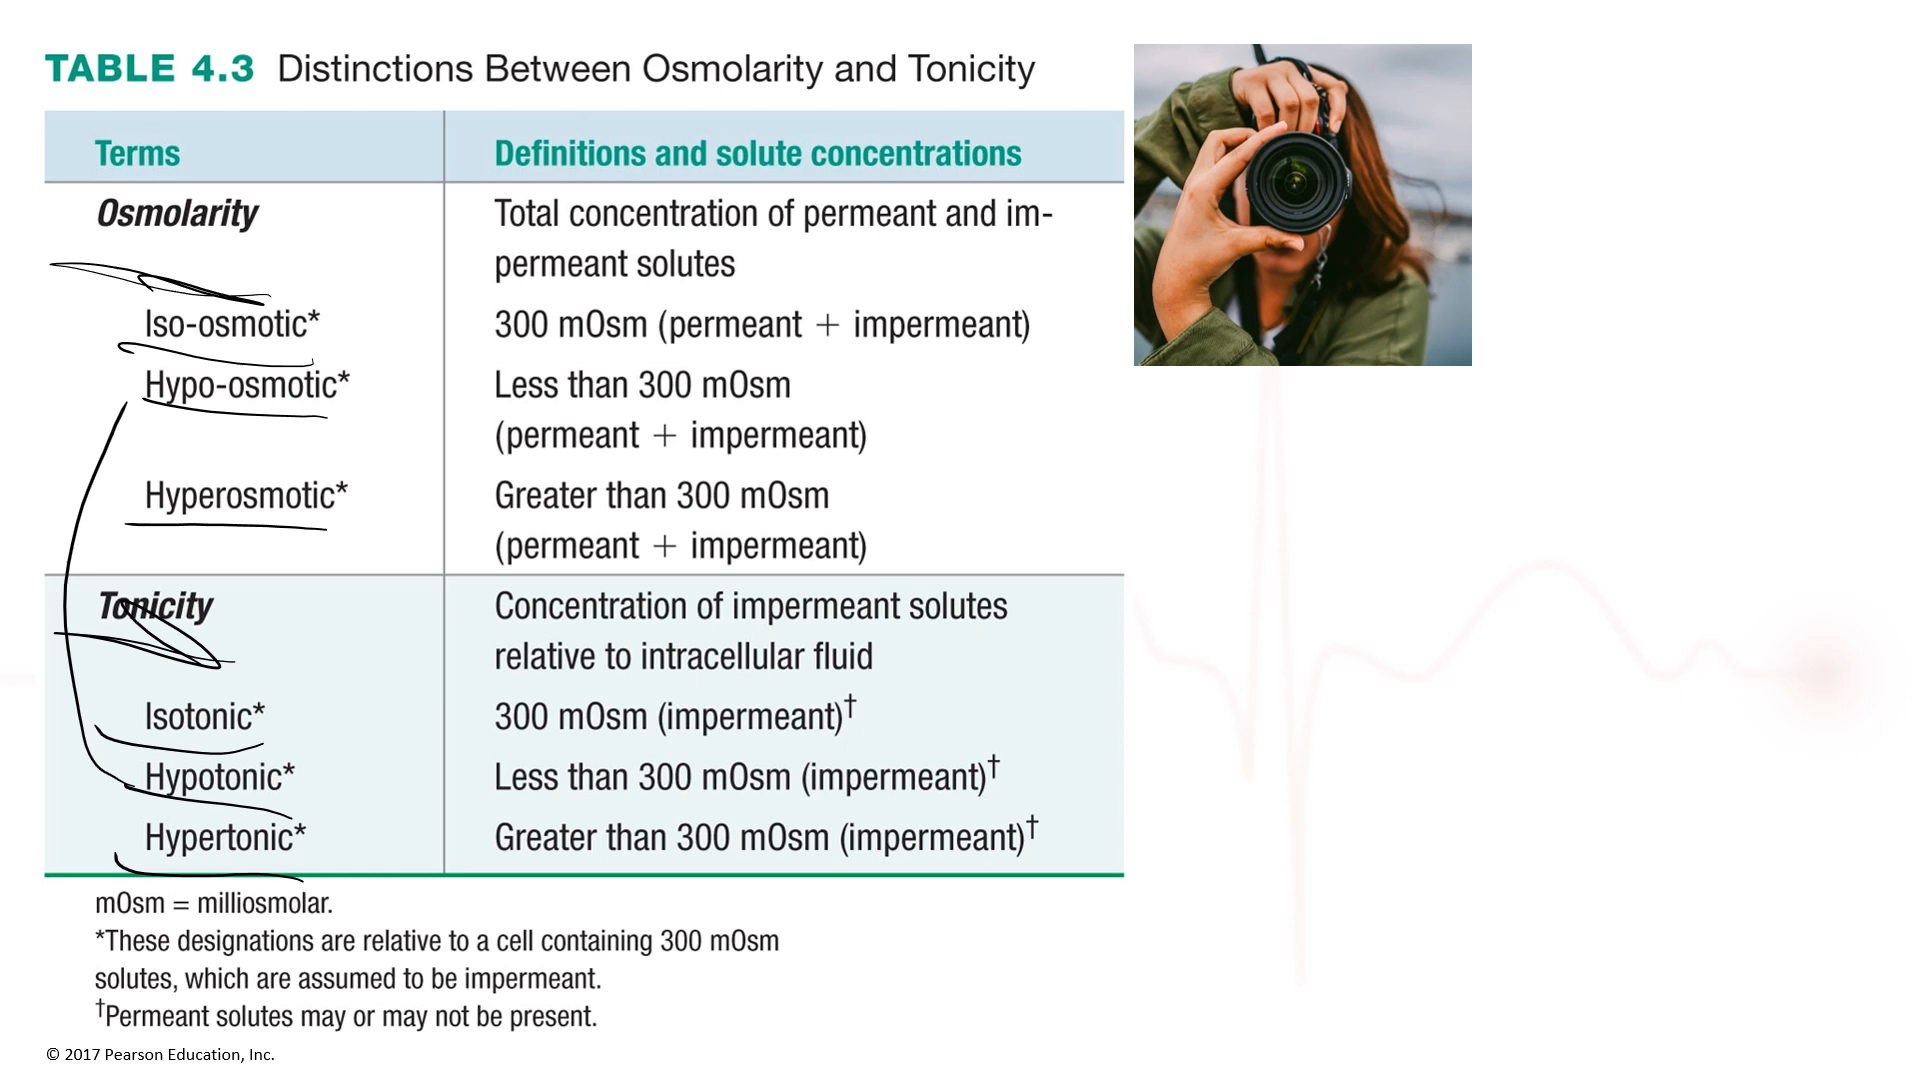 TABLE 4.3 Distinctions Between Osmolarity and Tonicity
Terms Definitions and solute concentrations
Osmolarity Total concentration of permeant and im-
permeant solutes
Iso-osmotic* 300 mOsm (permeant + impermeant)
Hypo-osmotic* Less than 300 mOsm
(permeant + impermeant)
Hyperosmotic* Greater than 300 mOsm
(permeant + impermeant)
Tonicity Concentration of impermeant solutes
relative to intracellular fluid
Isotonic* 300 mOsm (impermeant)†
Hypotonic* Less than 300 mOsm (impermeant)†
Hypertonic* Greater than 300 mOsm (impermeant)†
mOsm = milliosmolar.
*These designations are relative to a cell containing 300 mOsm
solutes, which are assumed to be impermeant.
†Permeant solutes may or may not be present.
© 2017 Pearson Education, Inc.